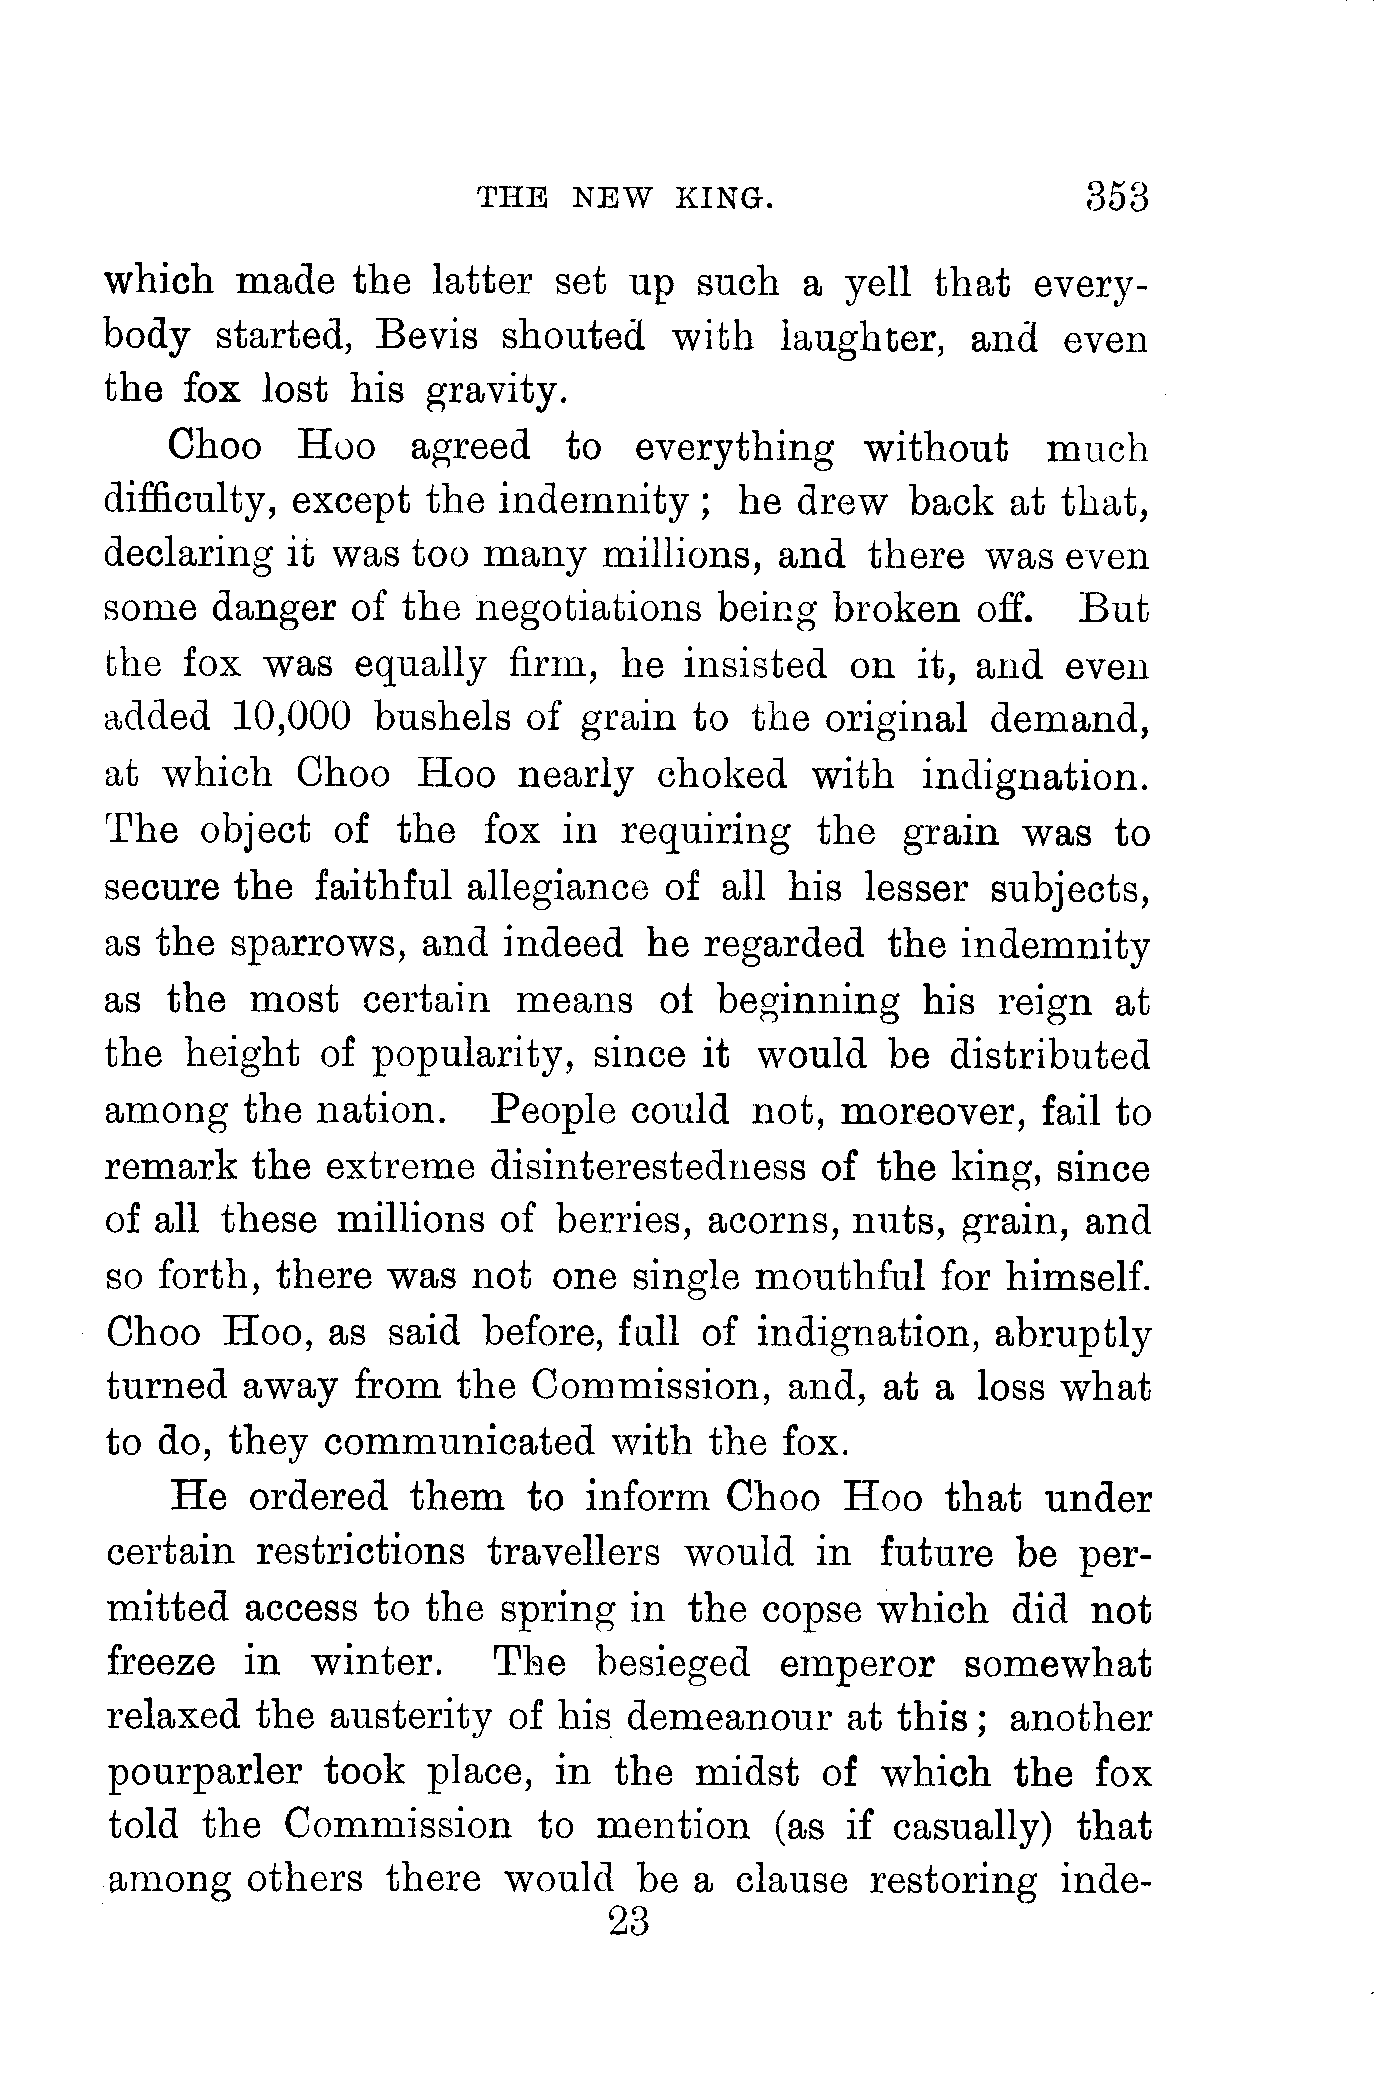 THE NEW KING. 353
which made the latter set up such a yell that every-
body started, Bevis shouted with laughter, and even
the fox lost his gravity.
Choo Hoo agreed to everything without much
difficulty, except the indemnity ; he drew back at that,
declaring it was too many millions, and there was even
some danger of the negotiations being broken off. But
the fox was equally firm, he insisted on it, and even
added 10,000 bushels of grain to the original demand,
at which Choo Hoo nearly choked with indignation.
The object of the fox in requiring the grain was to
secure the faithful allegiance of all his lesser subjects,
as the sparrows, and indeed he regarded the indemnity
as the most certain means of beginning his reign at
the height of popularity, since it would be distributed
among the nation. People could not, moreover, fail to
remark the extreme disinterestedness of the king, since
of all these millions of berries, acorns, nuts, grain, and
so forth, there was not one single mouthful for himself.
Choo Hoo, as said before, full of indignation, abruptly
turned away from the Commission, and, at a loss what
to do, they communicated with the fox.
He ordered them to inform Choo Hoo that under
certain restrictions travellers would in future be per-
mitted access to the spring in the copse which did not
freeze in winter. The besieged emperor somewhat
relaxed the austerity of his demeanour at this ; another
pourparler took place, in the midst of which the fox
told the Commission to mention (as if casually) that
among others there would be a clause restoring inde-
23